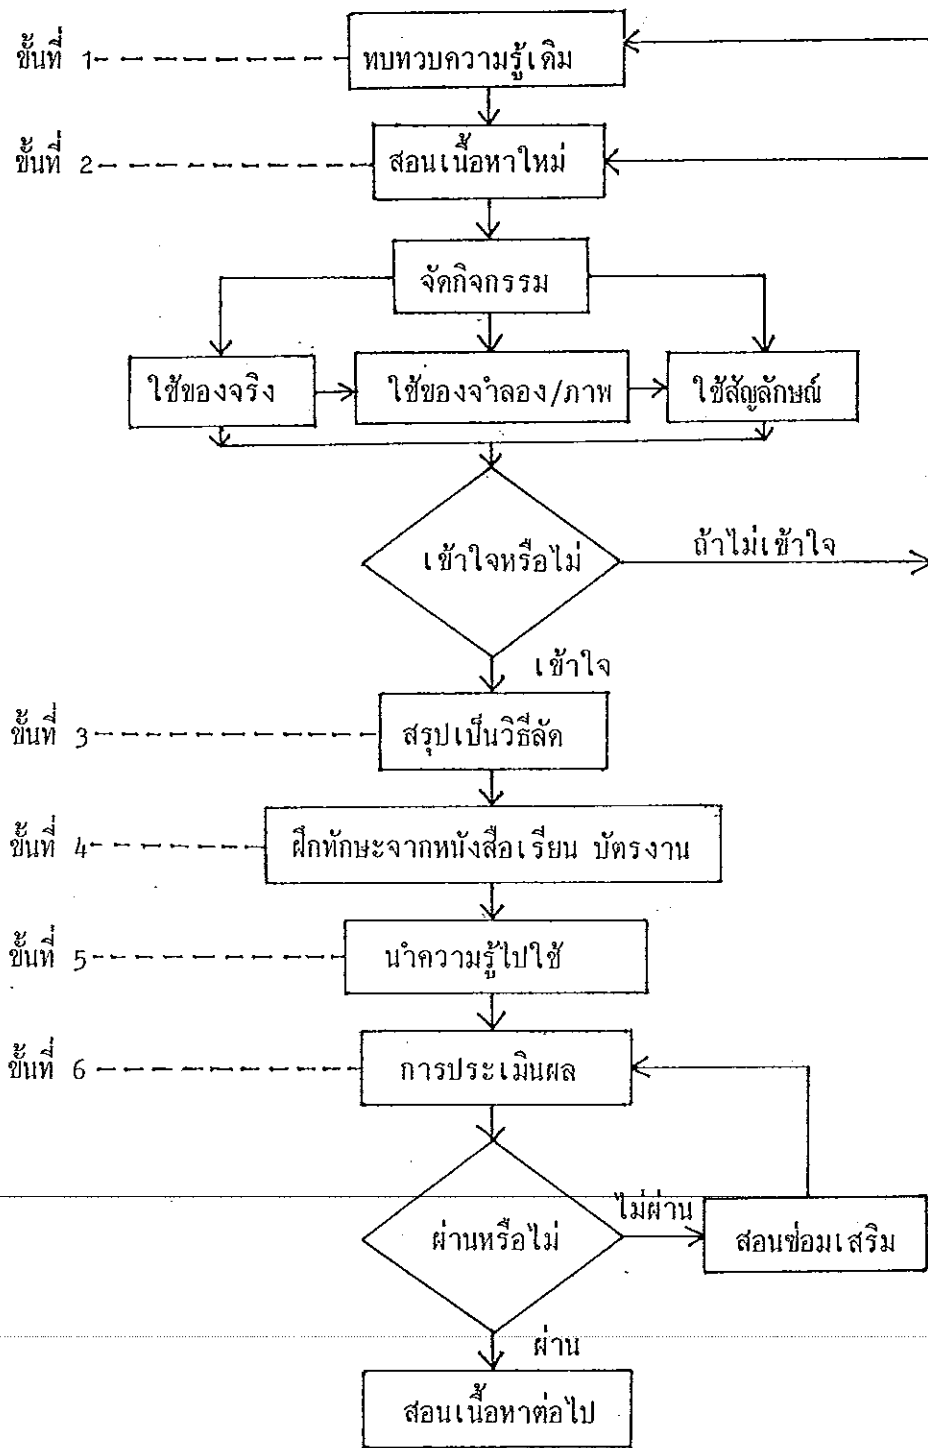 ขั้นที่ 1 ทบทวบความรู้เดิม
ขั้นที่ 2 สอนเนื้อหาใหม่
จัดกิจกรรม
ใช้ของจริง ใช้ของจำลอง/ภาพ ใช้สัญลักษณ์
เข้าใจหรือไม่ ถ้าไม่เข้าใจ
เข้าใจ
ขั้นที่ 3 สรุปเป็นวิธีลัด
ขั้นที่ 4 ฝึกทักษะจากหนังสือเรียน บัตรงาน
ขั้นที่ 5 นำความรู้ไปใช้
ขั้นที่ 6 การประเมินผล
ไม่ผ่าน
ผ่านหรือไม่ สอนซ่อมเสริม
ผ่าน
สอนเนื้อหาต่อไป